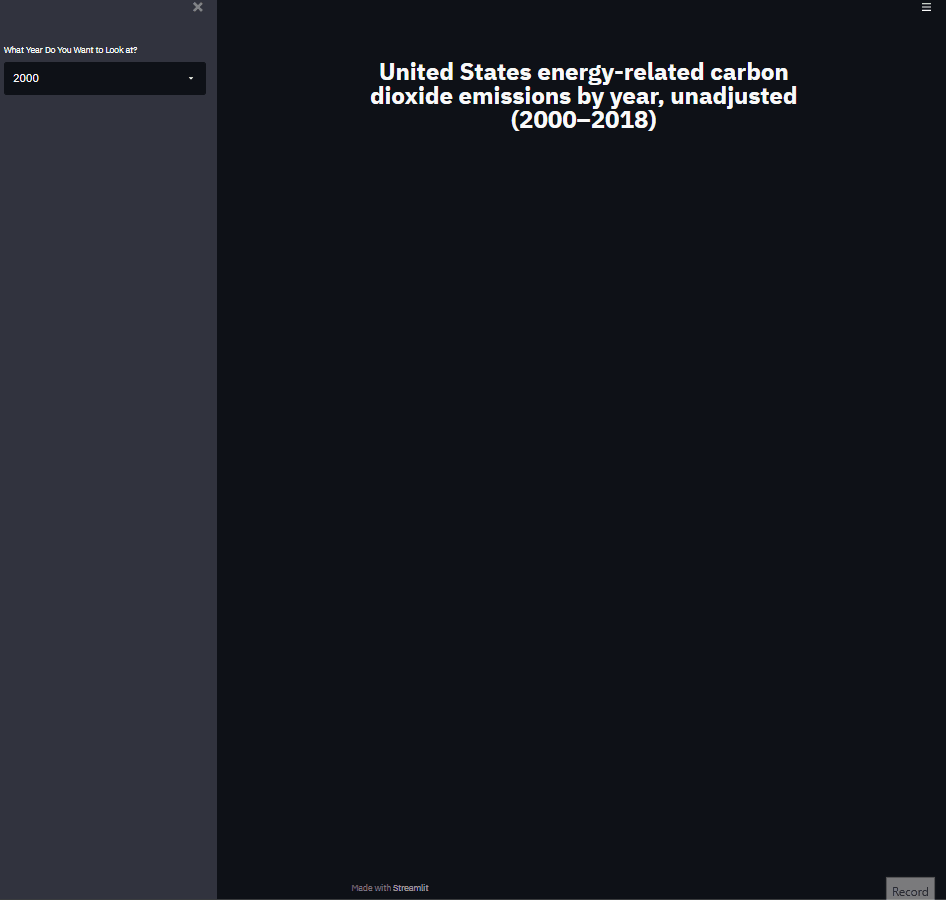 What Year Do You Want to Look at?
2000
United States energy-related carbon
dioxide emissions by year, unadjusted
(2000–2018)
Made with Streamlit
Record